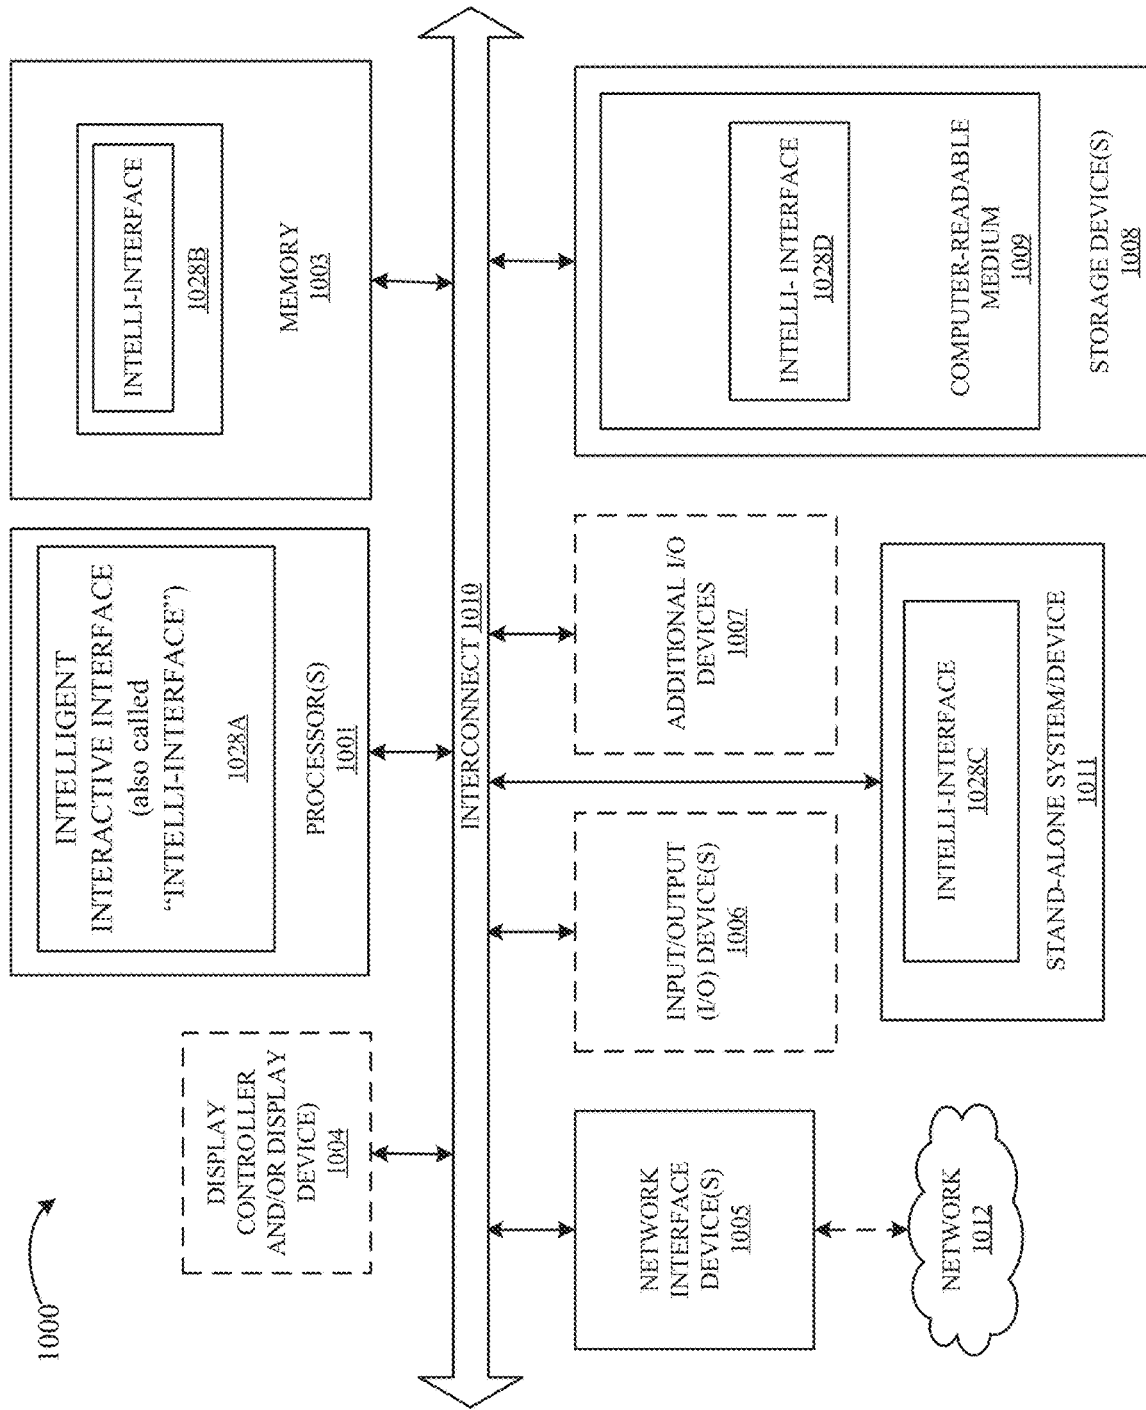 1000
DISPLAY
CONTROLLER
AND/OR DISPLAY
DEVICE)
1004
INTELLIGENT
INTERACTIVE INTERFACE
(also called
“INTELLI-INTERFACE”)
1028A
PROCESSOR(S)
1001
INTELLI-INTERFACE
1028B
MEMORY
1003
INTERCONNECT 1010
NETWORK
INTERFACE
DEVICE(S)
1005
INPUT/OUTPUT
(I/O) DEVICE(S)
1006
ADDITIONAL I/O
DEVICES
1007
INTELLI- INTERFACE
1028D
COMPUTER-READABLE
MEDIUM
1009
STORAGE DEVICE(S)
1008
NETWORK
1012
INTELLI-INTERFACE
1028C
STAND-ALONE SYSTEM/DEVICE
1011